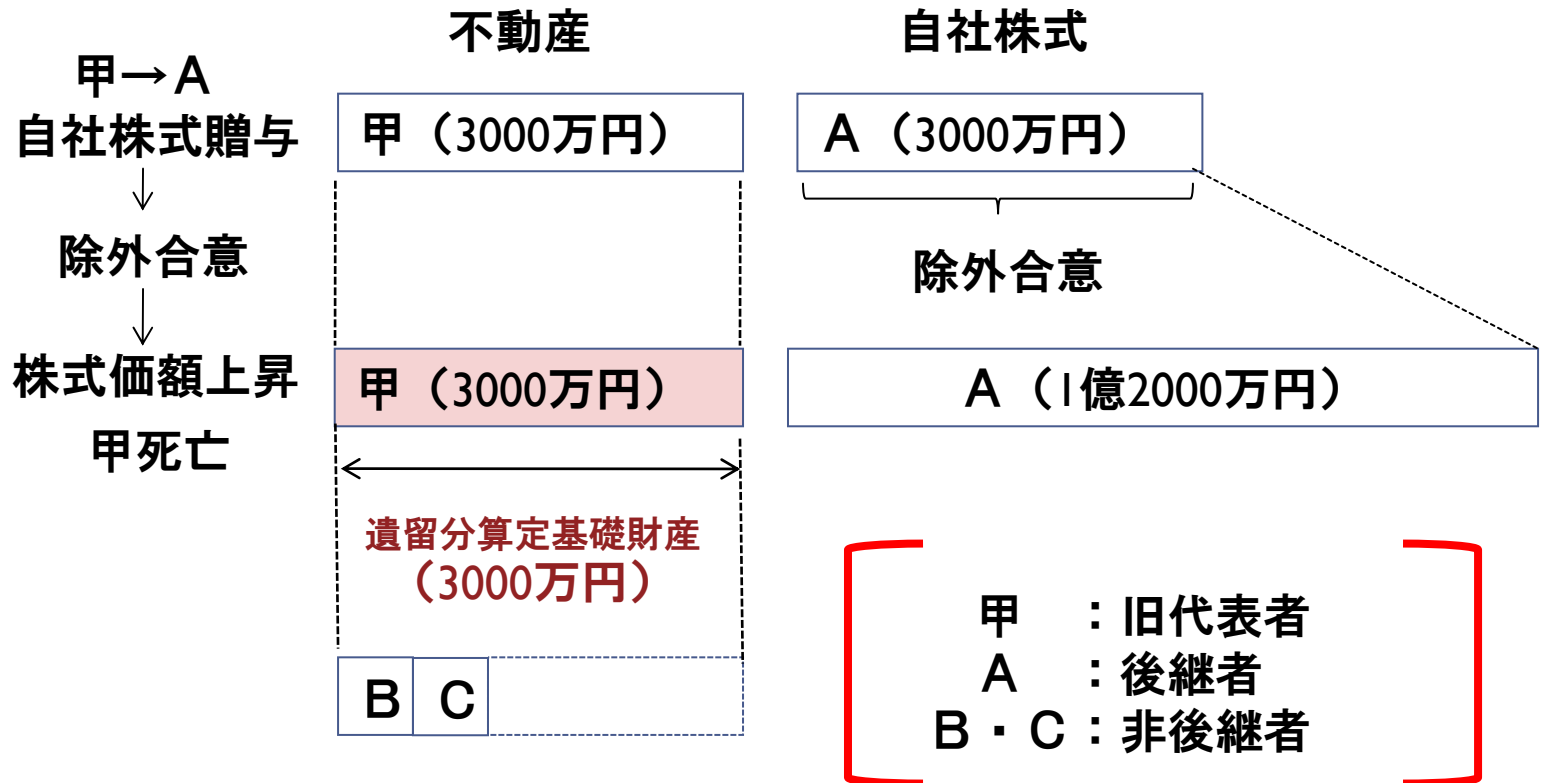 不動産
自社株式
甲→A
自社株式贈与
甲（3000万円）
A（3000万円）
除外合意
除外合意
株式価額上昇
甲（3000万円）
A（1億2000万円）
甲死亡
遺留分算定基礎財産
（3000万円）
B
C
甲　：旧代表者
A　：後継者
B・C：非後継者